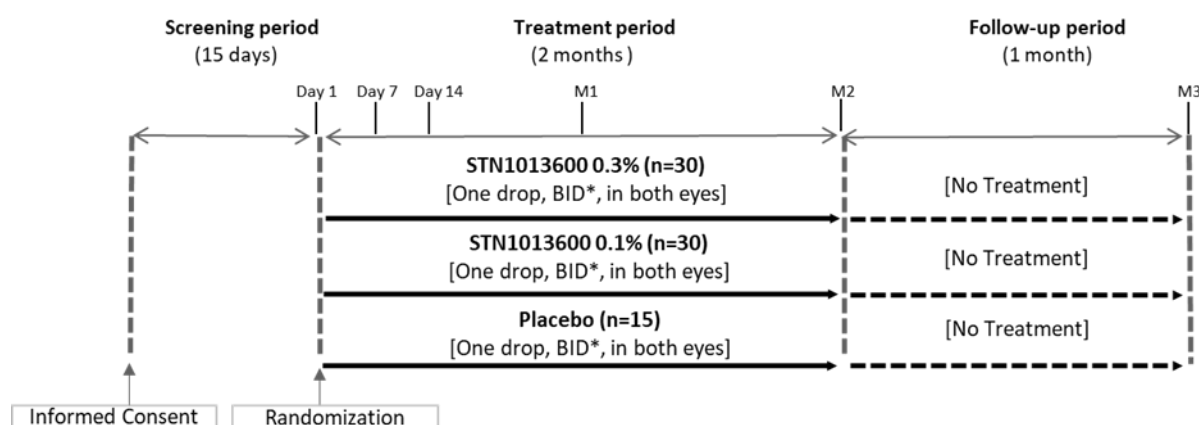 Screening period
(15 days)
Treatment period
(2 months )
Follow-up period
(1 month)
Day 1
Day 7
Day 14
M1
M2
M3
STN1013600 0.3% (n=30)
[One drop, BID*, in both eyes]
[No Treatment]
STN1013600 0.1% (n=30)
[One drop, BID*, in both eyes]
[No Treatment]
Placebo (n=15)
[One drop, BID*, in both eyes]
[No Treatment]
Informed Consent
Randomization